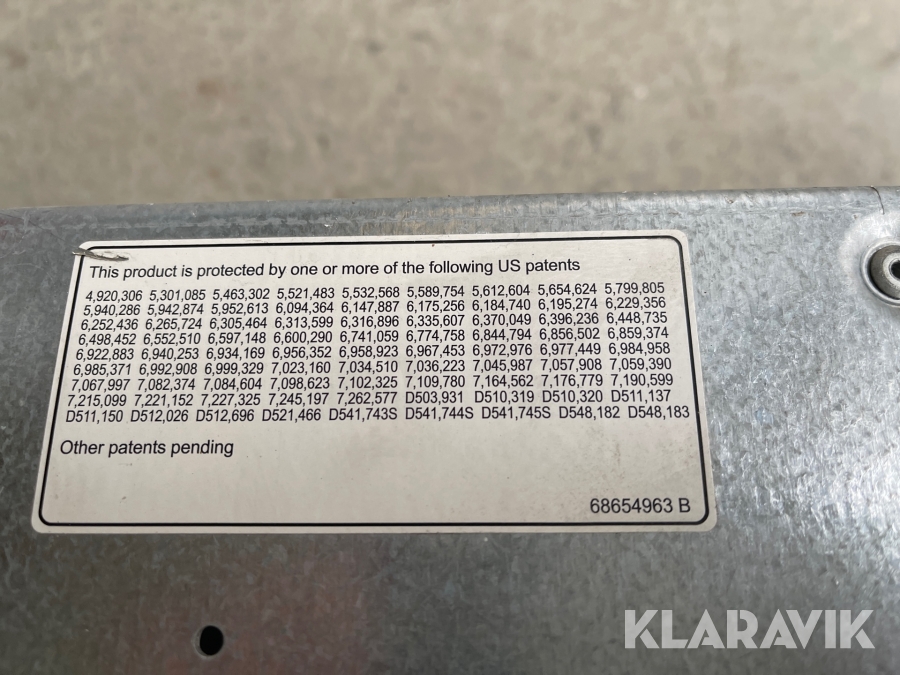 This product is protected by one or more of the following US patents
4,920,306 5,301,085 5,463,302 5,521,483 5,532,568 5,589,754 5,612,604 5,654,624 5,799,805
5,940,286 5,942,874 5,952,613 6,094,364 6,147,887 6,175,256 6,184,740 6,195,274 6,229,356
6,252,436 6,265,724 6,305,464 6,313,599 6,316,896 6,335,607 6,370,049 6,396,236 6,448,735
6,498,452 6,552,510 6,597,148 6,600,290 6,741,059 6,774,758 6,844,794 6,856,502 6,859,374
6,922,883 6,940,253 6,934,169 6,956,352 6,958,923 6,967,453 6,972,976 6,977,449 6,984,958
6,985,371 6,992,908 6,999,329 7,023,160 7,034,510 7,036,223 7,045,987 7,057,908 7,059,390
7,067,997 7,082,374 7,084,604 7,098,623 7,102,325 7,109,780 7,164,562 7,176,779 7,190,599
7,215,099 7,221,152 7,227,325 7,245,197 7,262,577 D503,931 D510,319 D510,320 D511,137
D511,150 D512,026 D512,696 D521,466 D541,743S D541,744S D541,745S D548,182 D548,183
Other patents pending
68654963 B
KLARAVIK